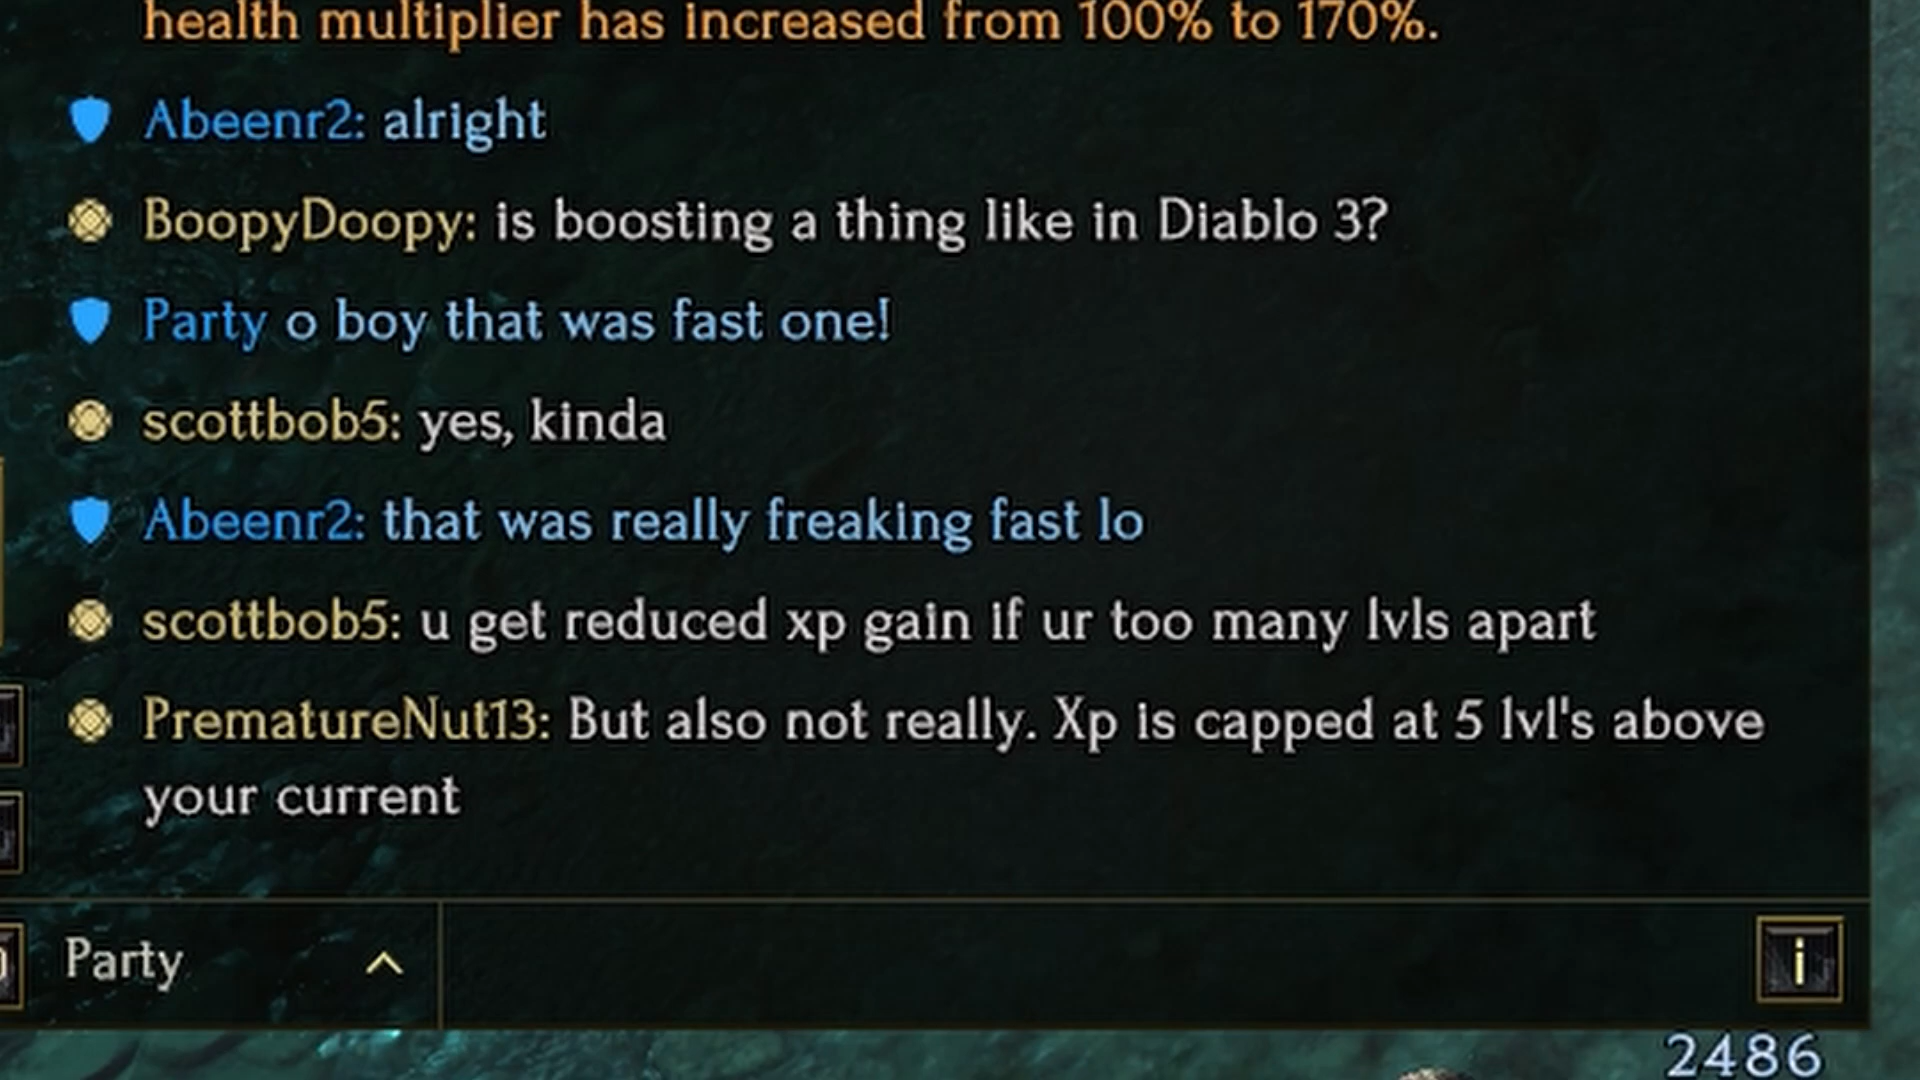 health multiplier has increased from 100% to 170%.
Abeenr2: alright
BoopyDoopy: is boosting a thing like in Diablo 3?
Party o boy that was fast one!
scottbob5: yes, kinda
Abeenr2: that was really freaking fast lo
scottbob5: u get reduced xp gain if ur too many lvls apart
PrematureNut13: But also not really. Xp is capped at 5 lvl's above
your current
Party
i
2486